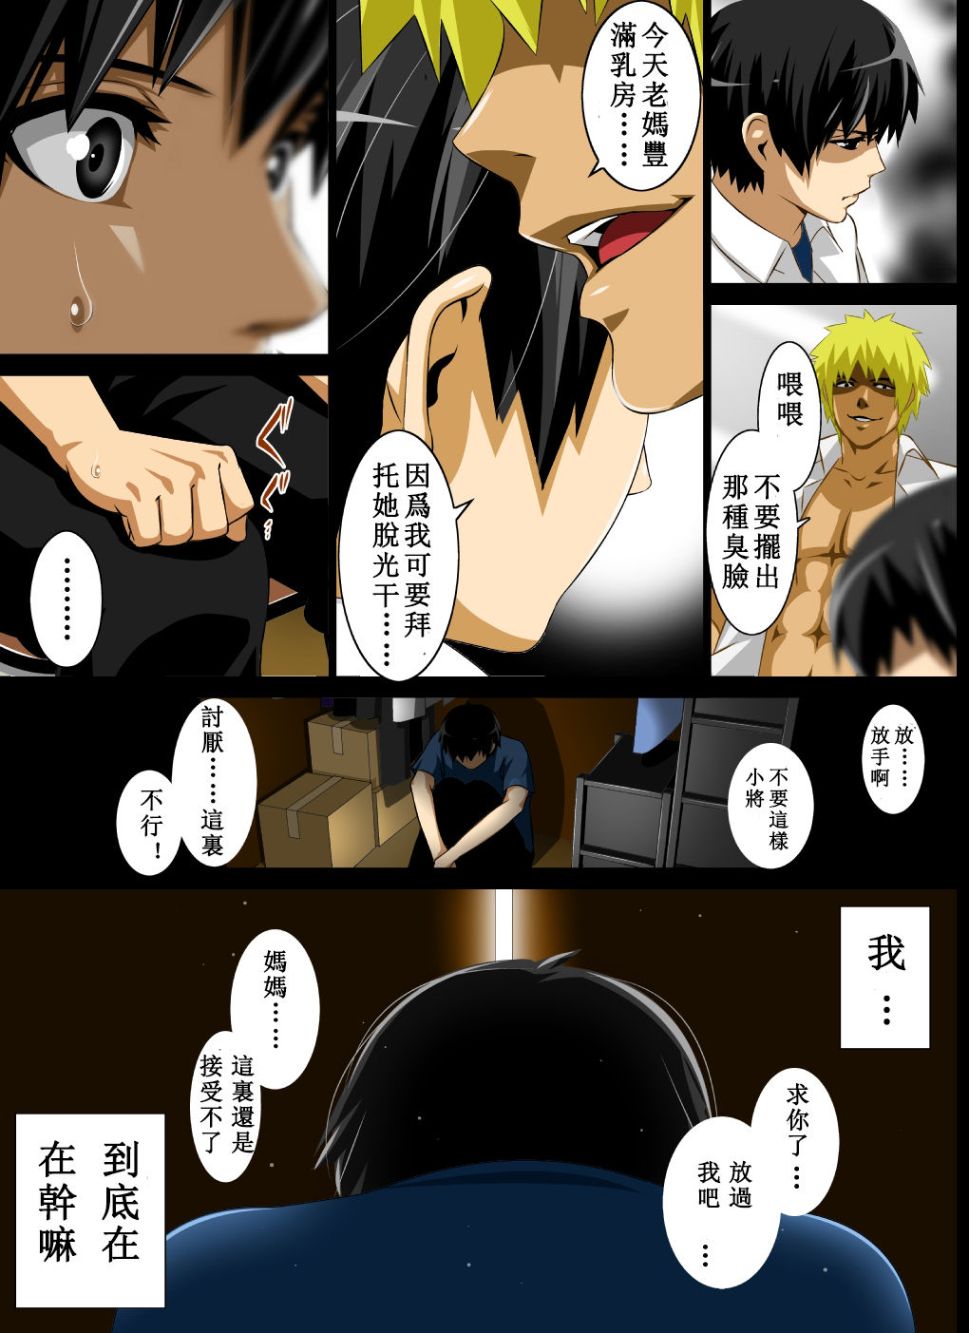 喂喂
不要擺出
那種臭臉
今天老媽豐
滿乳房……
因爲我可要拜
托她脫光干……
………
放……
放手啊
不要這樣
小將
討厭……這裏
不行！
我…
求你了…
放過
我吧…
媽媽……
這裏還是
接受不了
到底在
在幹嘛